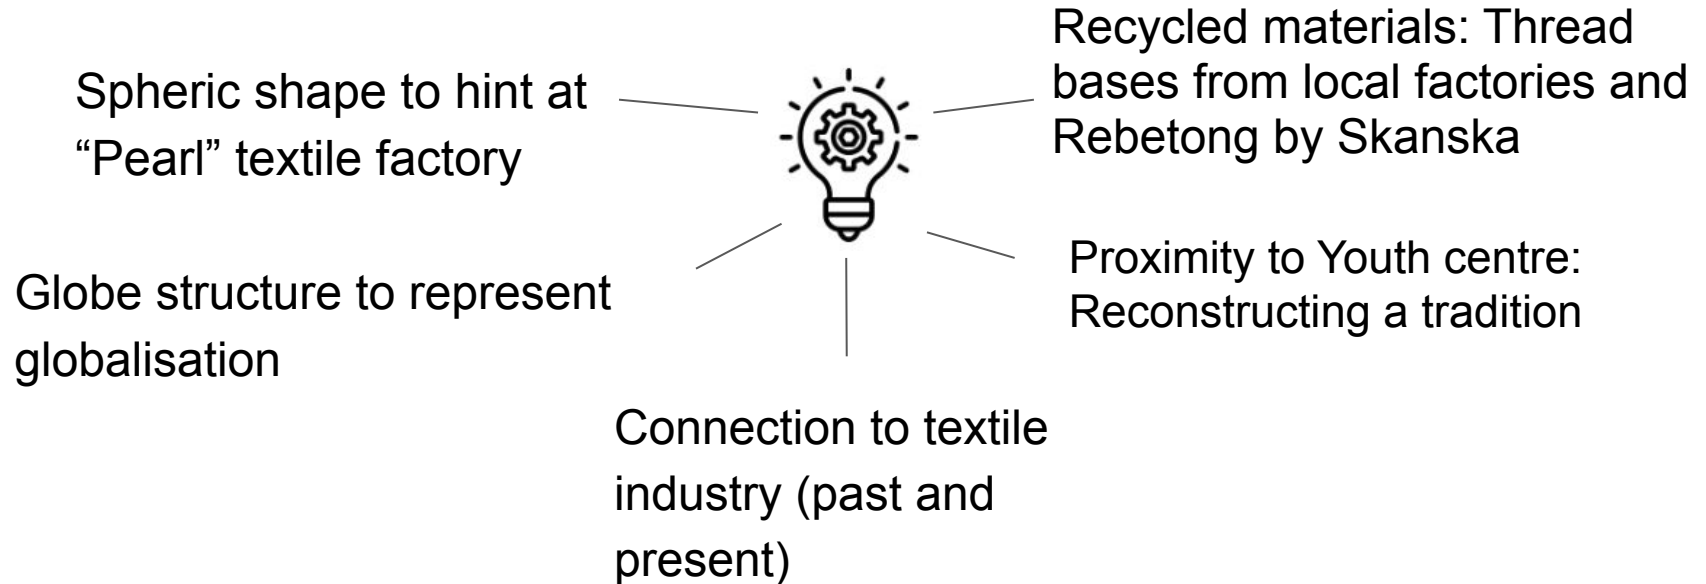 Spheric shape to hint at
“Pearl” textile factory
Recycled materials: Thread
bases from local factories and
Rebetong by Skanska
Globe structure to represent
globalisation
Proximity to Youth centre:
Reconstructing a tradition
Connection to textile
industry (past and
present)